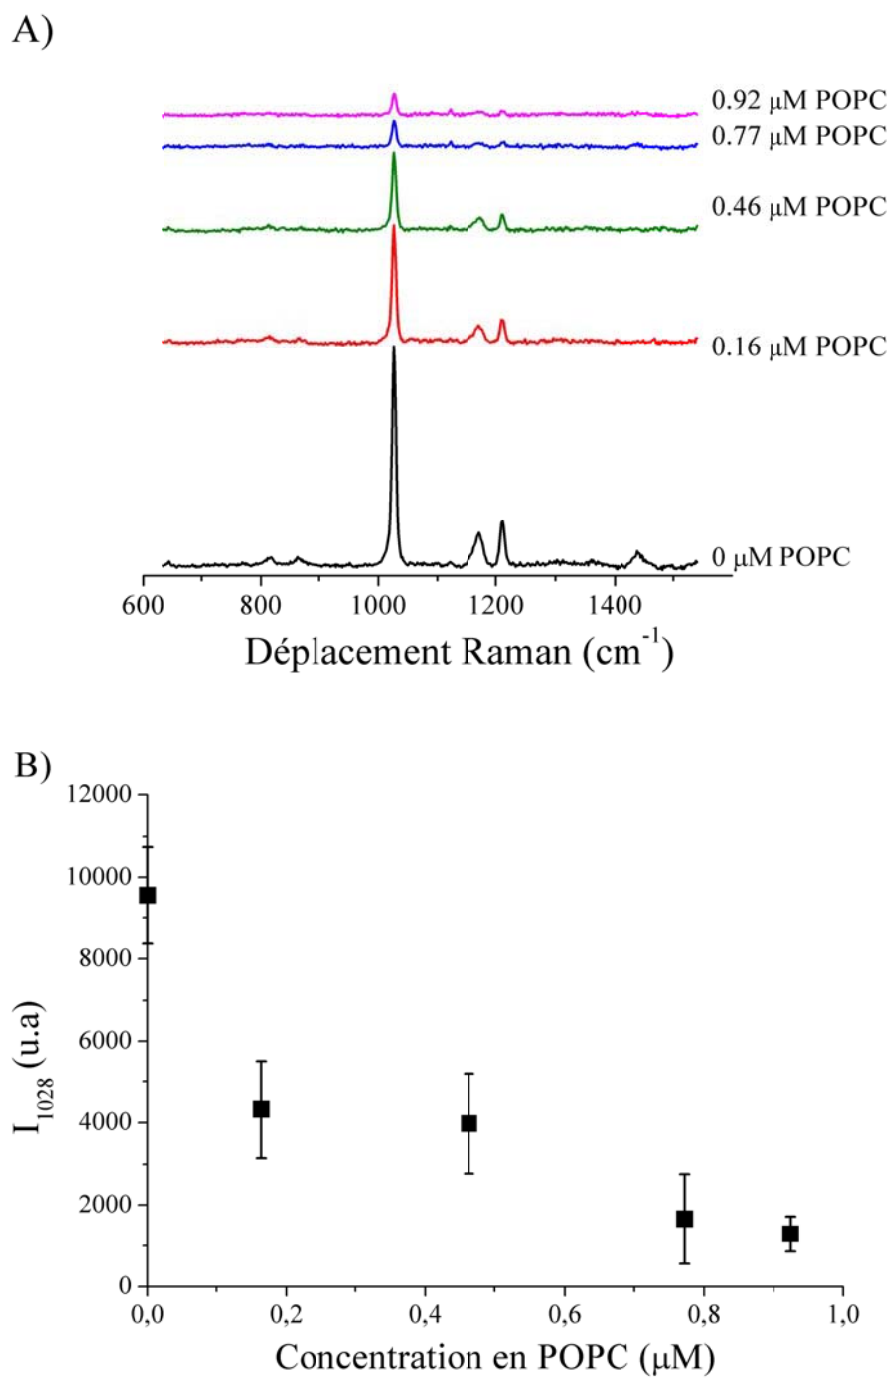 A)
0.92 μM POPC
0.77 μM POPC
0.46 μM POPC
0.16 μM POPC
0 μM POPC
600 800 1000 1200 1400
Déplacement Raman (cm⁻¹)
B)
12000
10000
8000
6000
4000
2000
0
I₁₀₂₈ (u.a)
0,0 0,2 0,4 0,6 0,8 1,0
Concentration en POPC (μM)